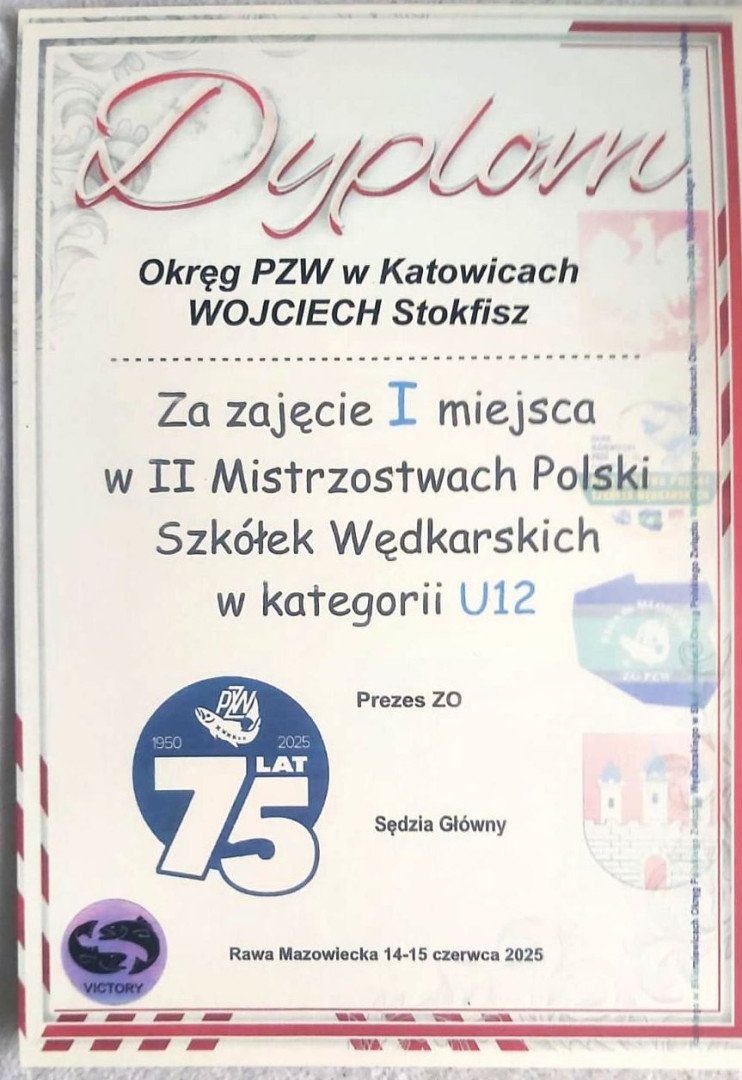 Dyplom
Okręg PZW w Katowicach
WOJCIECH Stokfisz
Za zajęcie I miejsca
w II Mistrzostwach Polski
Szkółek Wędkarskich
w kategorii U12
PZW
1950 2025
75 LAT
Prezes ZO
Sędzia Główny
VICTORY
Rawa Mazowiecka 14-15 czerwca 2025